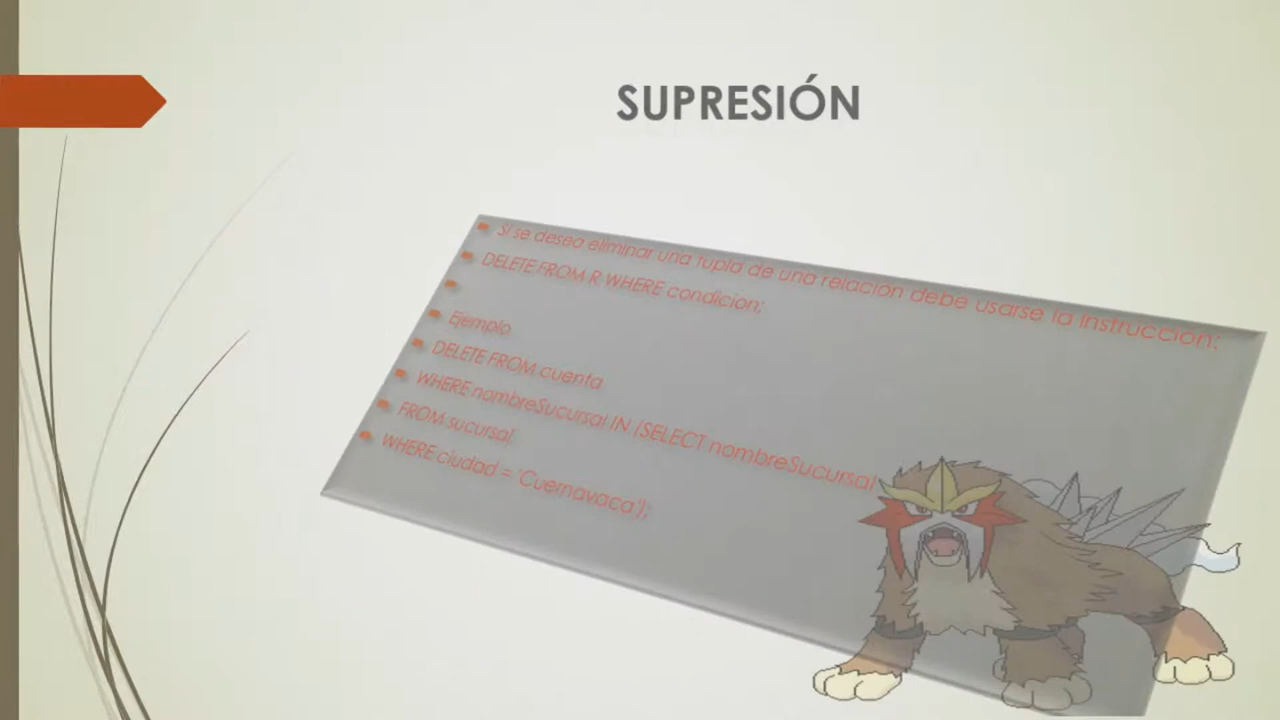 SUPRESIÓN
Si se desea eliminar una tupla de una relación debe usarse la instrucción:
DELETE FROM R WHERE condicion;
Ejemplo
DELETE FROM cuenta
WHERE nombreSucursal IN (SELECT nombreSucursal
FROM sucursal
WHERE ciudad = 'Cuernavaca');